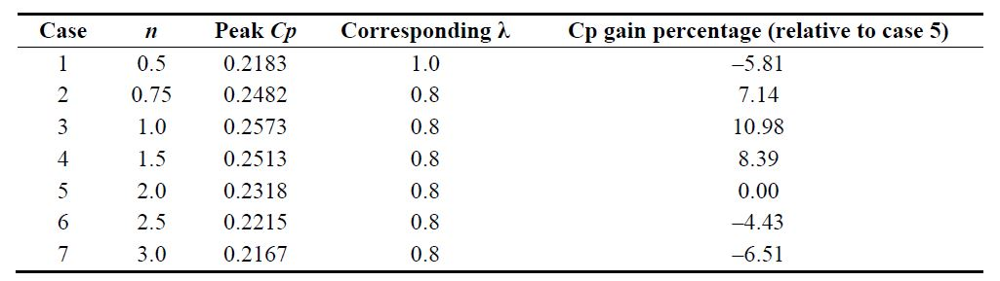 Case n Peak Cp Corresponding λ Cp gain percentage (relative to case 5)
1 0.5 0.2183 1.0 –5.81
2 0.75 0.2482 0.8 7.14
3 1.0 0.2573 0.8 10.98
4 1.5 0.2513 0.8 8.39
5 2.0 0.2318 0.8 0.00
6 2.5 0.2215 0.8 –4.43
7 3.0 0.2167 0.8 –6.51